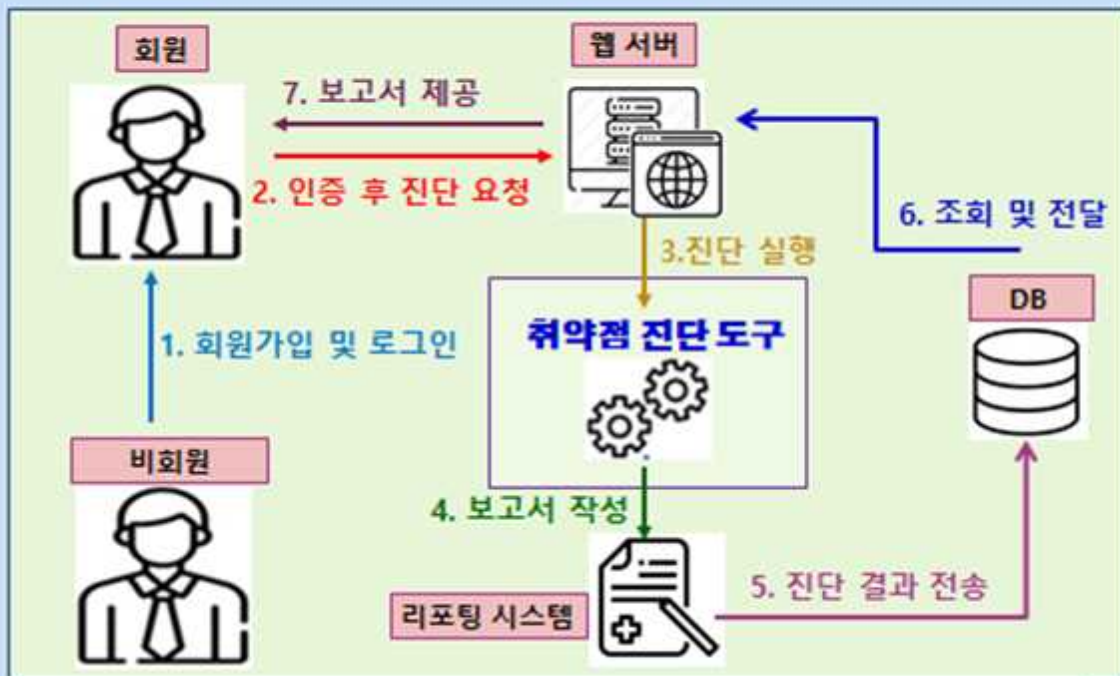 회원
웹 서버
7. 보고서 제공
2. 인증 후 진단 요청
6. 조회 및 전달
3.진단 실행
DB
취약점 진단 도구
1. 회원가입 및 로그인
비회원
4. 보고서 작성
5. 진단 결과 전송
리포팅 시스템